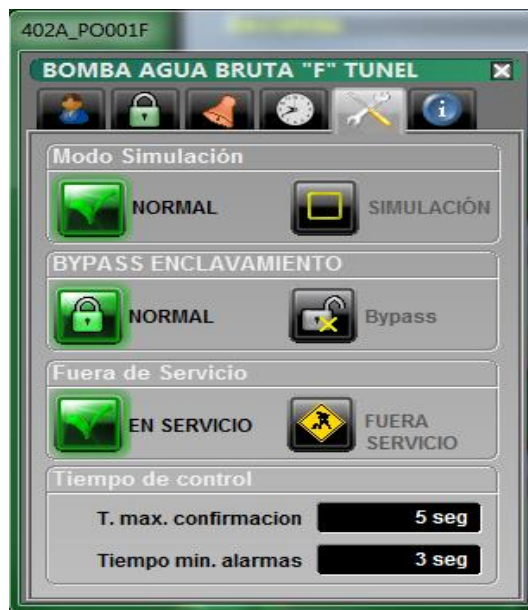 402A_PO001F
BOMBA AGUA BRUTA "F" TUNEL
Modo Simulación
NORMAL
SIMULACIÓN
BYPASS ENCLAVAMIENTO
NORMAL
Bypass
Fuera de Servicio
EN SERVICIO
FUERA
SERVICIO
Tiempo de control
T. max. confirmacion 5 seg
Tiempo min. alarmas 3 seg